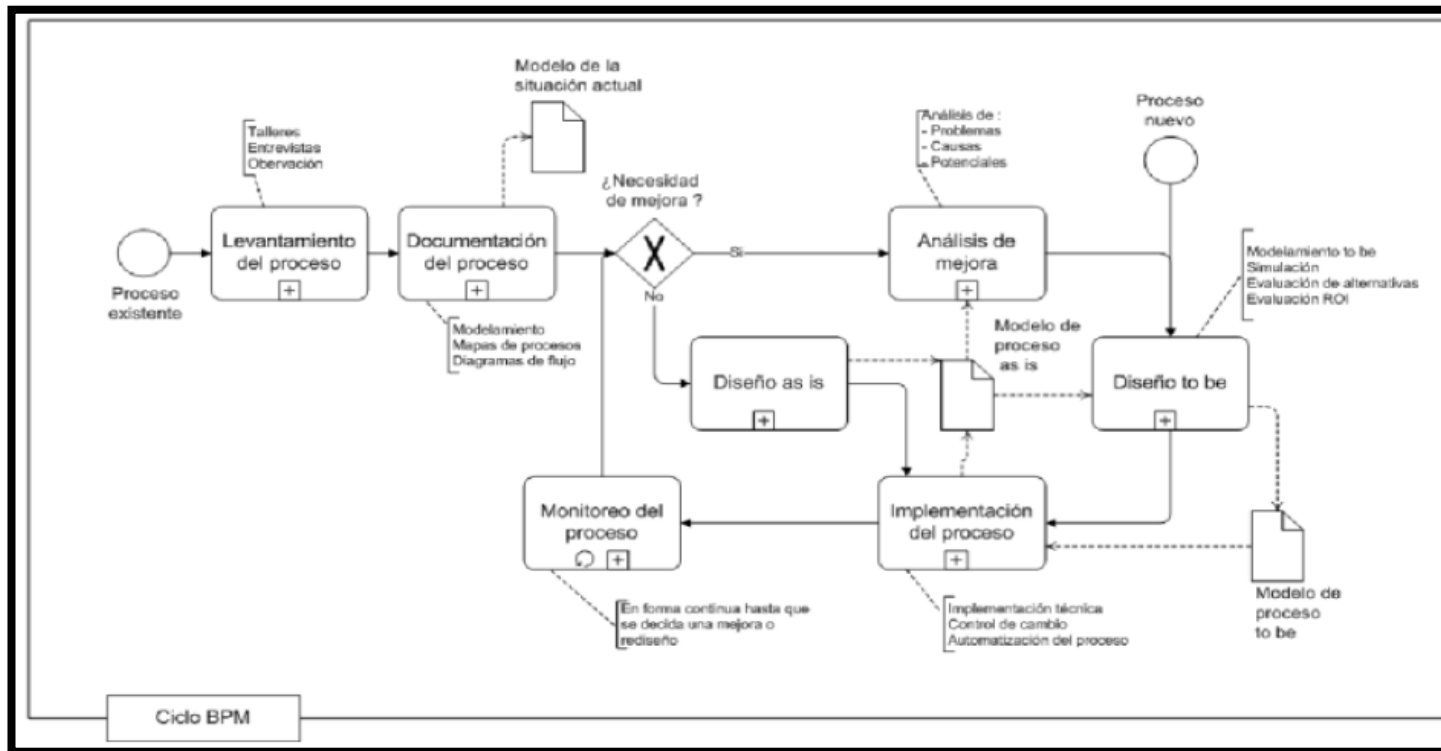 Modelo de la
situación actual
Talleres
Entrevistas
Obervación
¿Necesidad
de mejora ?
Análisis de :
- Problemas
- Causas
- Potenciales
Proceso
nuevo
Levantamiento
del proceso
Documentación
del proceso
Si
Análisis de
mejora
Proceso
existente
No
Modelamiento to be
Simulación
Evaluación de alternativas
Evaluación ROI
Modelamiento
Mapas de procesos
Diagramas de flujo
Diseño as is
Modelo de
proceso
as is
Diseño to be
Monitoreo del
proceso
Implementación
del proceso
Modelo de
proceso
to be
En forma continua hasta que
se decida una mejora o
rediseño
Implementación técnica
Control de cambio
Automatización del proceso
Ciclo BPM